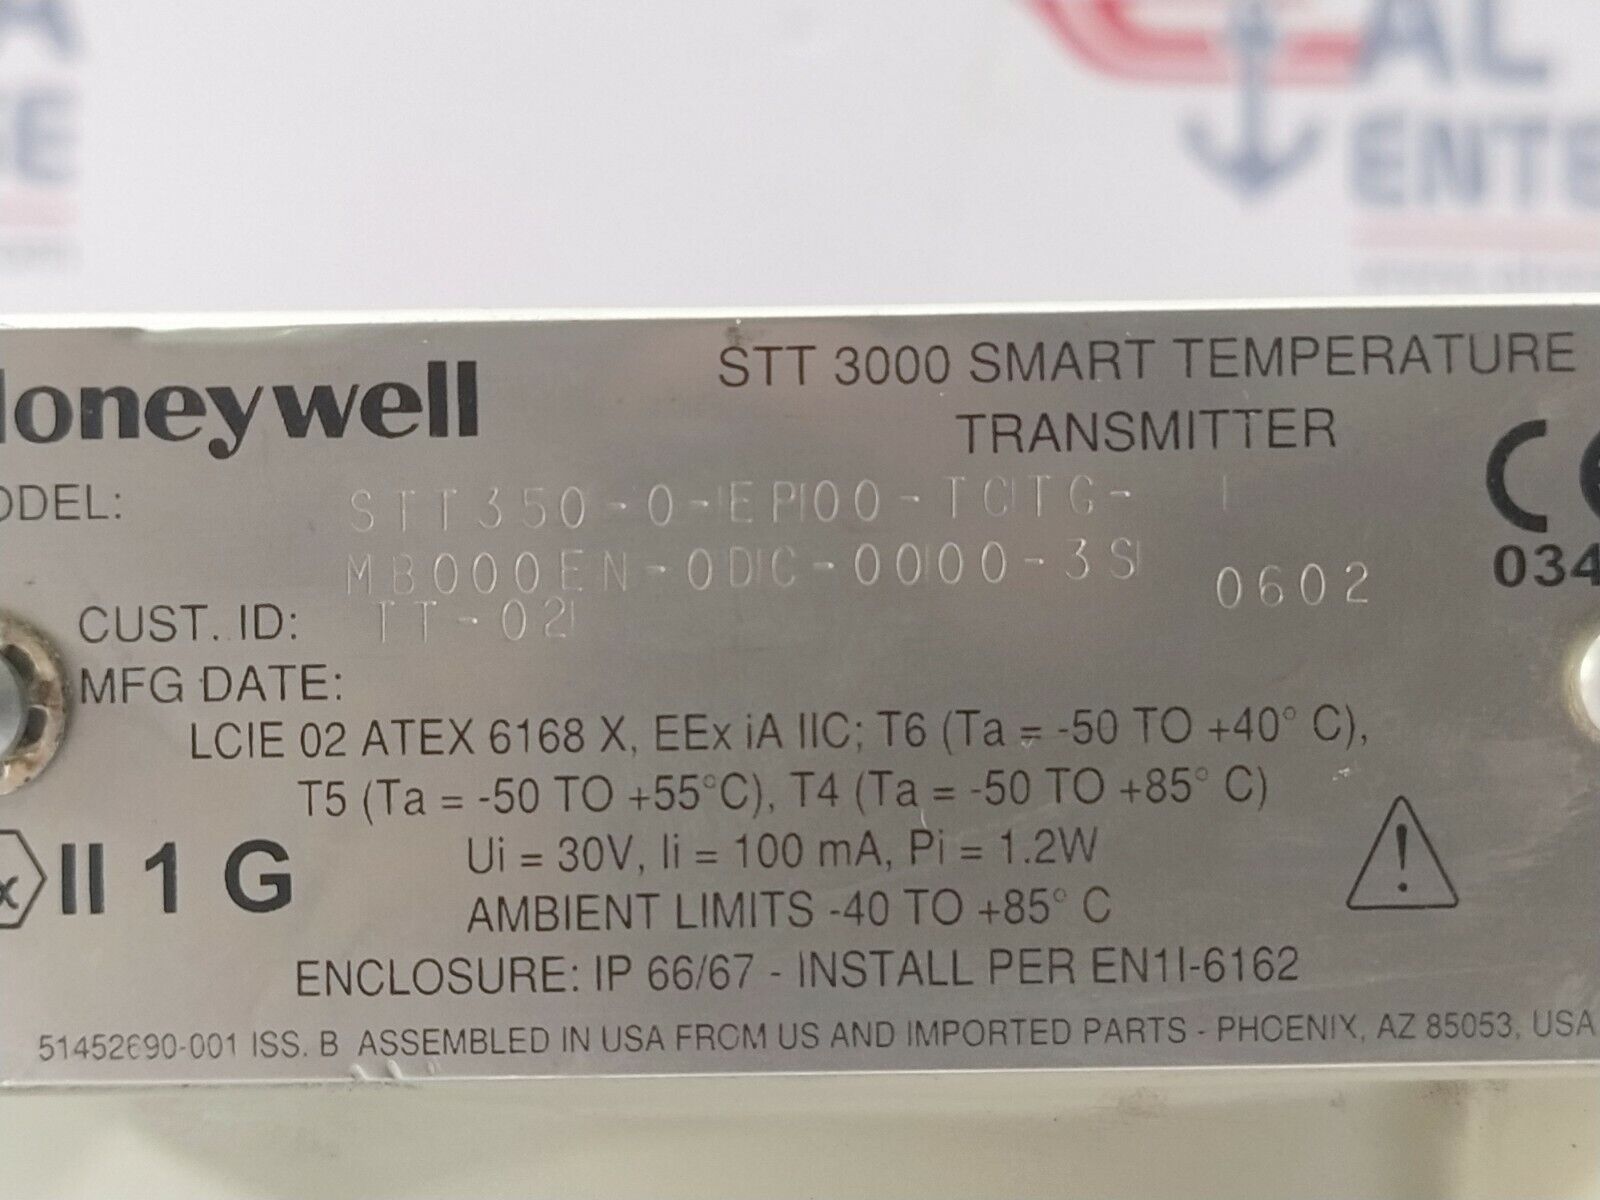 AL
ENTE
Honeywell
STT 3000 SMART TEMPERATURE
TRANSMITTER
MODEL: STT350-0-EP00-TCTG-
MB000EN-0DC-0000-3S
0602
034
CUST. ID: TT-02
MFG DATE:
LCIE 02 ATEX 6168 X, EEx iA IIC; T6 (Ta = -50 TO +40° C),
T5 (Ta = -50 TO +55°C), T4 (Ta = -50 TO +85° C)
II 1 G
Ui = 30V, Ii = 100 mA, Pi = 1.2W
AMBIENT LIMITS -40 TO +85° C
ENCLOSURE: IP 66/67 - INSTALL PER EN1I-6162
51452690-001 ISS. B ASSEMBLED IN USA FROM US AND IMPORTED PARTS - PHOENIX, AZ 85053, USA